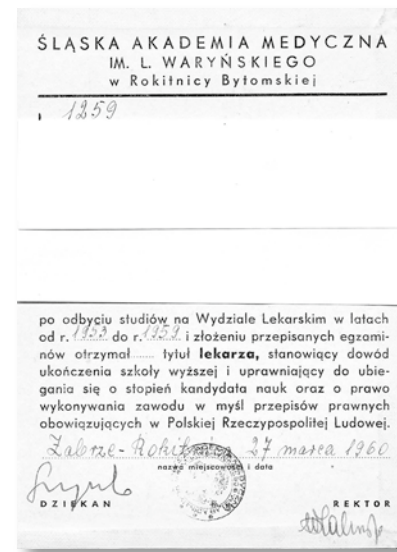 ŚLĄSKA AKADEMIA MEDYCZNA
IM. L. WARYŃSKIEGO
w Rokitnicy Bytomskiej
1259
po odbyciu studiów na Wydziale Lekarskim w latach
od r. 1953 do r. 1959 i złożeniu przepisanych egzami-
nów otrzymał ...... tytuł lekarza, stanowiący dowód
ukończenia szkoły wyższej i uprawniający do ubie-
gania się o stopień kandydata nauk oraz o prawo
wykonywania zawodu w myśl przepisów prawnych
obowiązujących w Polskiej Rzeczypospolitej Ludowej.
Zabrze-Rokitnica 27 marca 1960
nazwa miejscowości i data
DZIEKAN
REKTOR